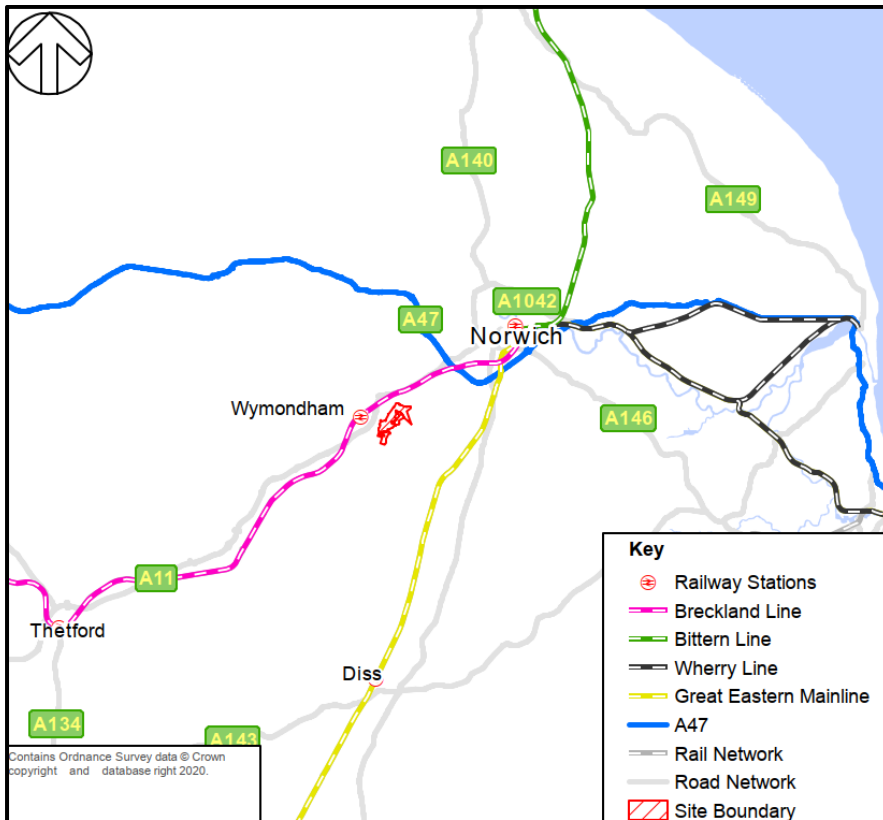 A140
A149
A1042
A47
Norwich
Wymondham
A146
A11
Thetford
Diss
A134
A143
Contains Ordnance Survey data © Crown
copyright and database right 2020.
Key
Railway Stations
Breckland Line
Bittern Line
Wherry Line
Great Eastern Mainline
A47
Rail Network
Road Network
Site Boundary